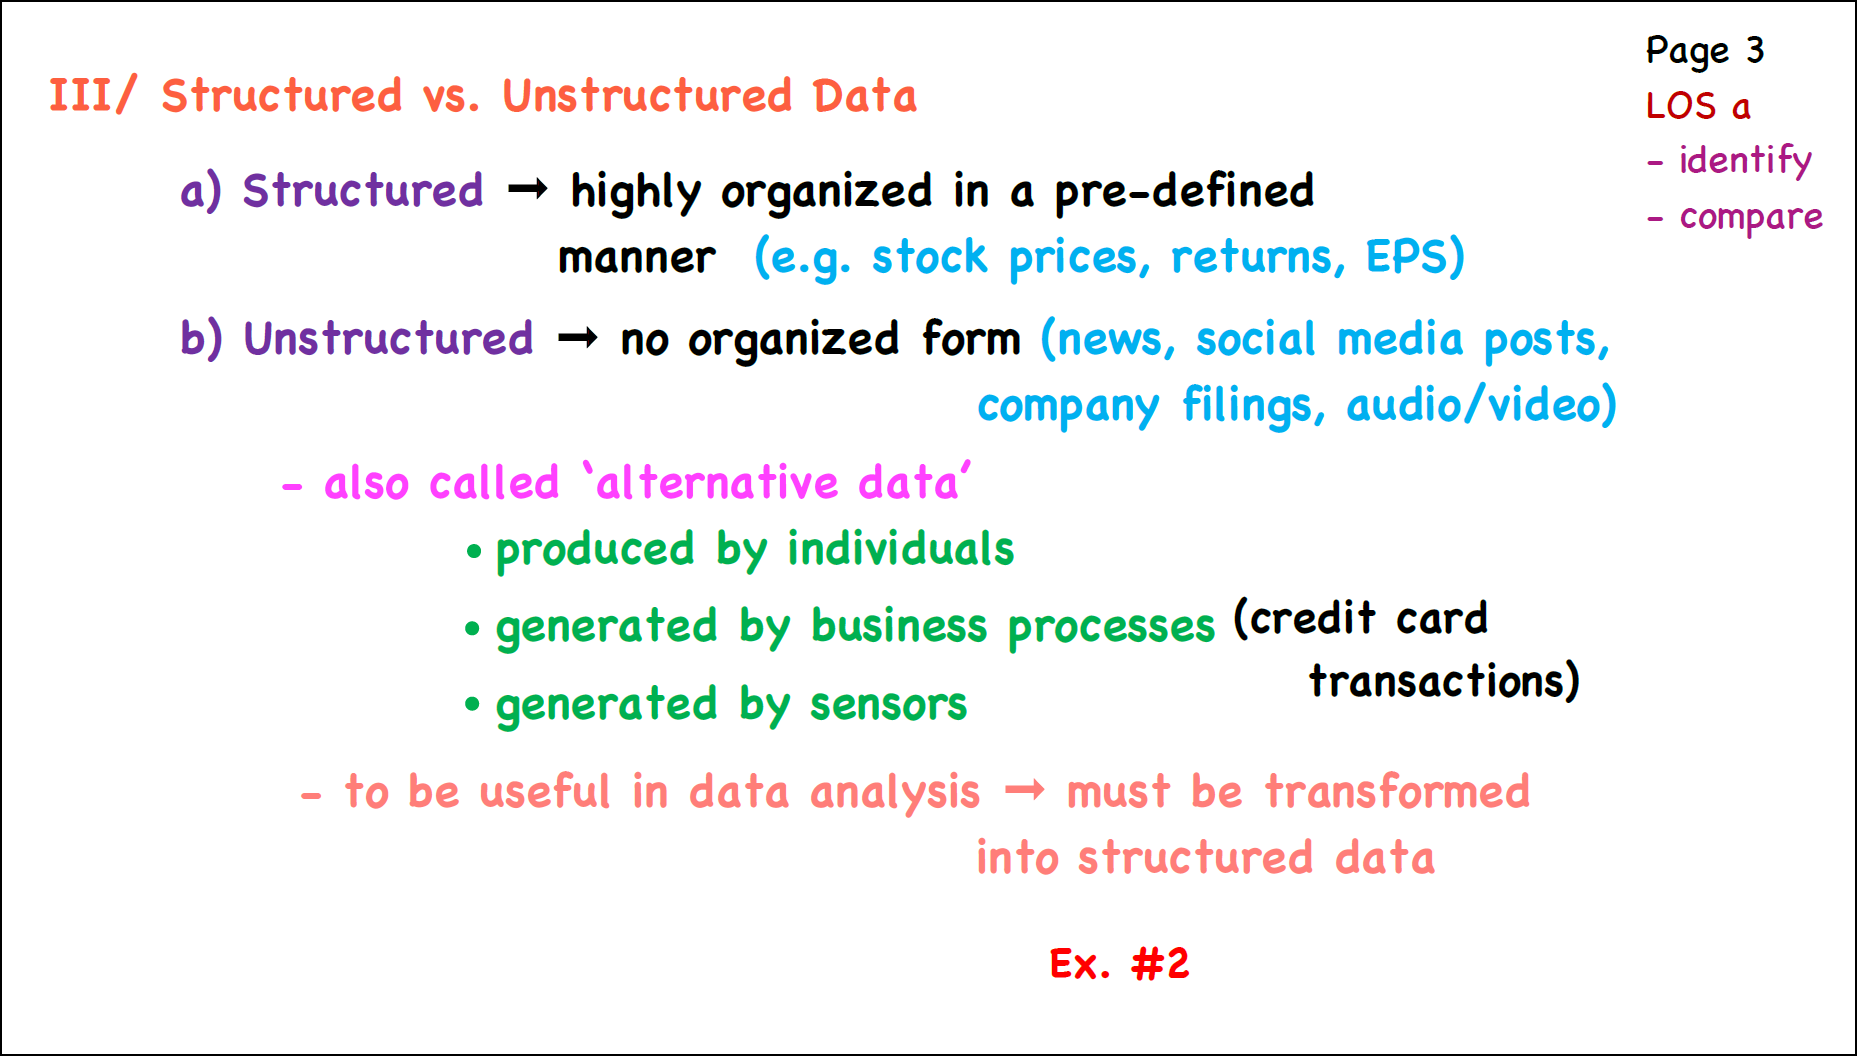 Page 3
LOS a
- identify
- compare
III/ Structured vs. Unstructured Data
a) Structured → highly organized in a pre-defined
manner (e.g. stock prices, returns, EPS)
b) Unstructured → no organized form (news, social media posts,
company filings, audio/video)
- also called ‘alternative data’
• produced by individuals
• generated by business processes (credit card
transactions)
• generated by sensors
- to be useful in data analysis → must be transformed
into structured data
Ex. #2